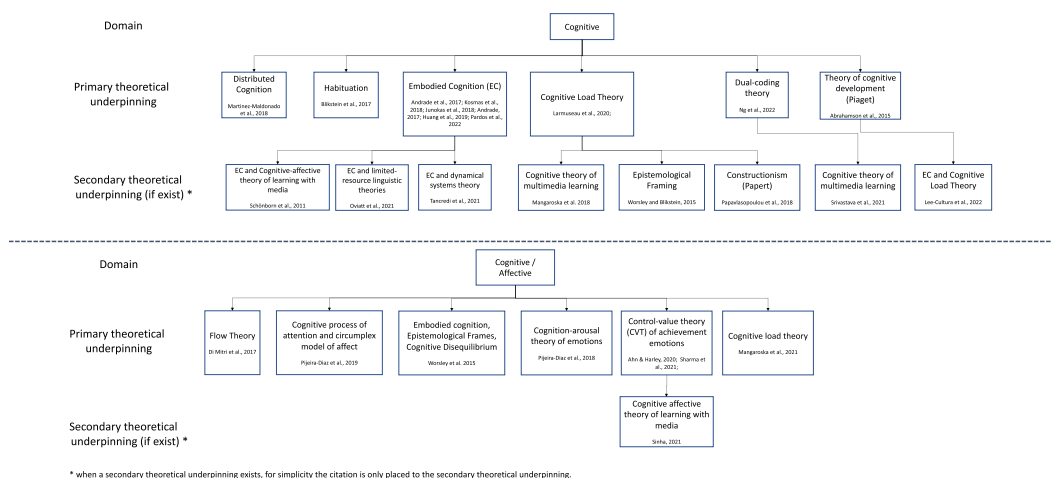 Domain
Cognitive
Primary theoretical
underpinning
Distributed
Cognition
Martinez-Maldonado
et al., 2018
Habituation
Blikstein et al., 2017
Embodied Cognition (EC)
Andrade et al., 2017; Kosmas et al.,
2018; Junokas et al., 2018; Andrade,
2017; Huang et al., 2019; Pardos et al.,
2022
Cognitive Load Theory
Larmuseau et al., 2020;
Dual-coding
theory
Ng et al., 2022
Theory of cognitive
development
(Piaget)
Abrahamson et al., 2015
Secondary theoretical
underpinning (if exist) *
EC and Cognitive-affective
theory of learning with
media
Schönborn et al., 2011
EC and limited-
resource linguistic
theories
Oviatt et al., 2021
EC and dynamical
systems theory
Tancredi et al., 2021
Cognitive theory of
multimedia learning
Mangaroska et al. 2018
Epistemological
Framing
Worsley and Blikstein, 2015
Constructionism
(Papert)
Papavlasopoulou et al., 2018
Cognitive theory of
multimedia learning
Srivastava et al., 2021
EC and Cognitive
Load Theory
Lee-Cultura et al., 2022
Domain
Cognitive /
Affective
Primary theoretical
underpinning
Flow Theory
Di Mitri et al., 2017
Cognitive process of
attention and circumplex
model of affect
Pijeira-Diaz et al., 2019
Embodied cognition,
Epistemological Frames,
Cognitive Disequilibrium
Worsley et al. 2015
Cognition-arousal
theory of emotions
Pijeira-Diaz et al., 2018
Control-value theory
(CVT) of achievement
emotions
Ahn & Harley, 2020; Sharma et
al., 2021;
Cognitive load theory
Mangaroska et al., 2021
Secondary theoretical
underpinning (if exist) *
Cognitive affective
theory of learning with
media
Sinha, 2021
* when a secondary theoretical underpinning exists, for simplicity the citation is only placed to the secondary theoretical underpinning.